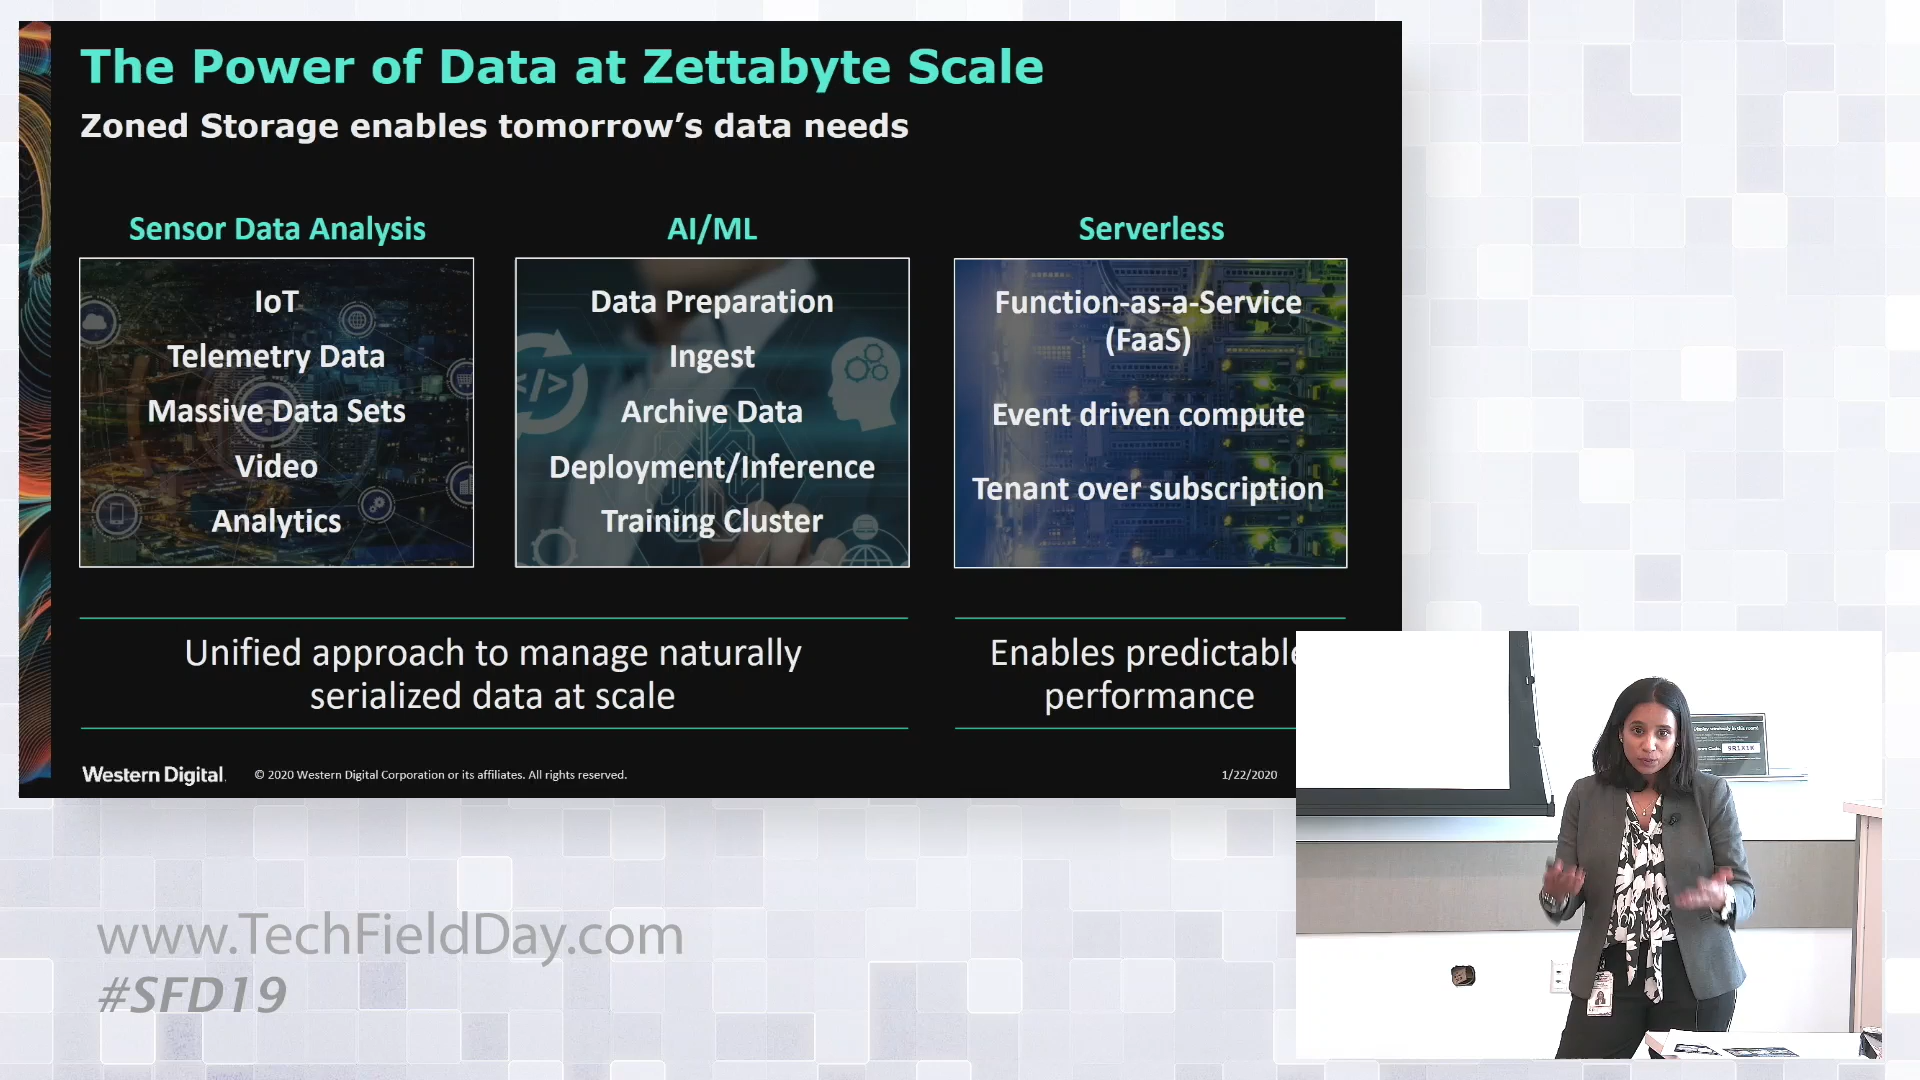 The Power of Data at Zettabyte Scale
Zoned Storage enables tomorrow’s data needs
Sensor Data Analysis
IoT
Telemetry Data
Massive Data Sets
Video
Analytics
AI/ML
Data Preparation
Ingest
Archive Data
Deployment/Inference
Training Cluster
Serverless
Function-as-a-Service
(FaaS)
Event driven compute
Tenant over subscription
Unified approach to manage naturally
serialized data at scale
Enables predictable
performance
Western Digital.
© 2020 Western Digital Corporation or its affiliates. All rights reserved.
1/22/2020
www.TechFieldDay.com
#SFD19